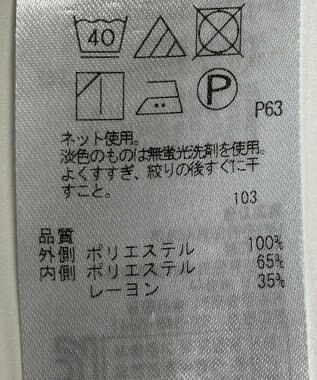 40
P
P63
ネット使用。
淡色のものは無蛍光洗剤を使用。
よくすすぎ、絞りの後すぐに干
すこと。
103
品質
外側 ポリエステル 100%
内側 ポリエステル 65%
レーヨン 35%